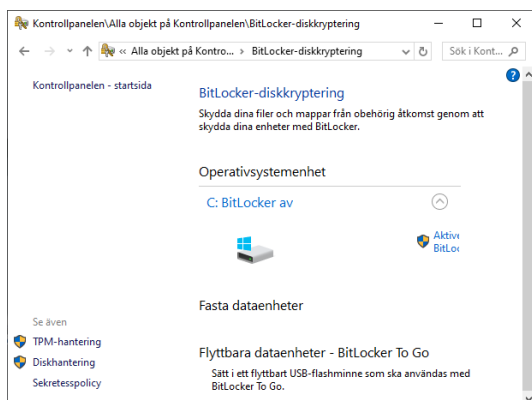 Kontrollpanelen\Alla objekt på Kontrollpanelen\BitLocker-diskkryptering
« Alla objekt på Kontro... > BitLocker-diskkryptering
Sök i Kont...
Kontrollpanelen - startsida
BitLocker-diskkryptering
Skydda dina filer och mappar från obehörig åtkomst genom att
skydda dina enheter med BitLocker.
Operativsystemenhet
C: BitLocker av
Aktive
BitLoc
Fasta dataenheter
Se även
TPM-hantering
Diskhantering
Sekretesspolicy
Flyttbara dataenheter - BitLocker To Go
Sätt i ett flyttbart USB-flashminne som ska användas med
BitLocker To Go.